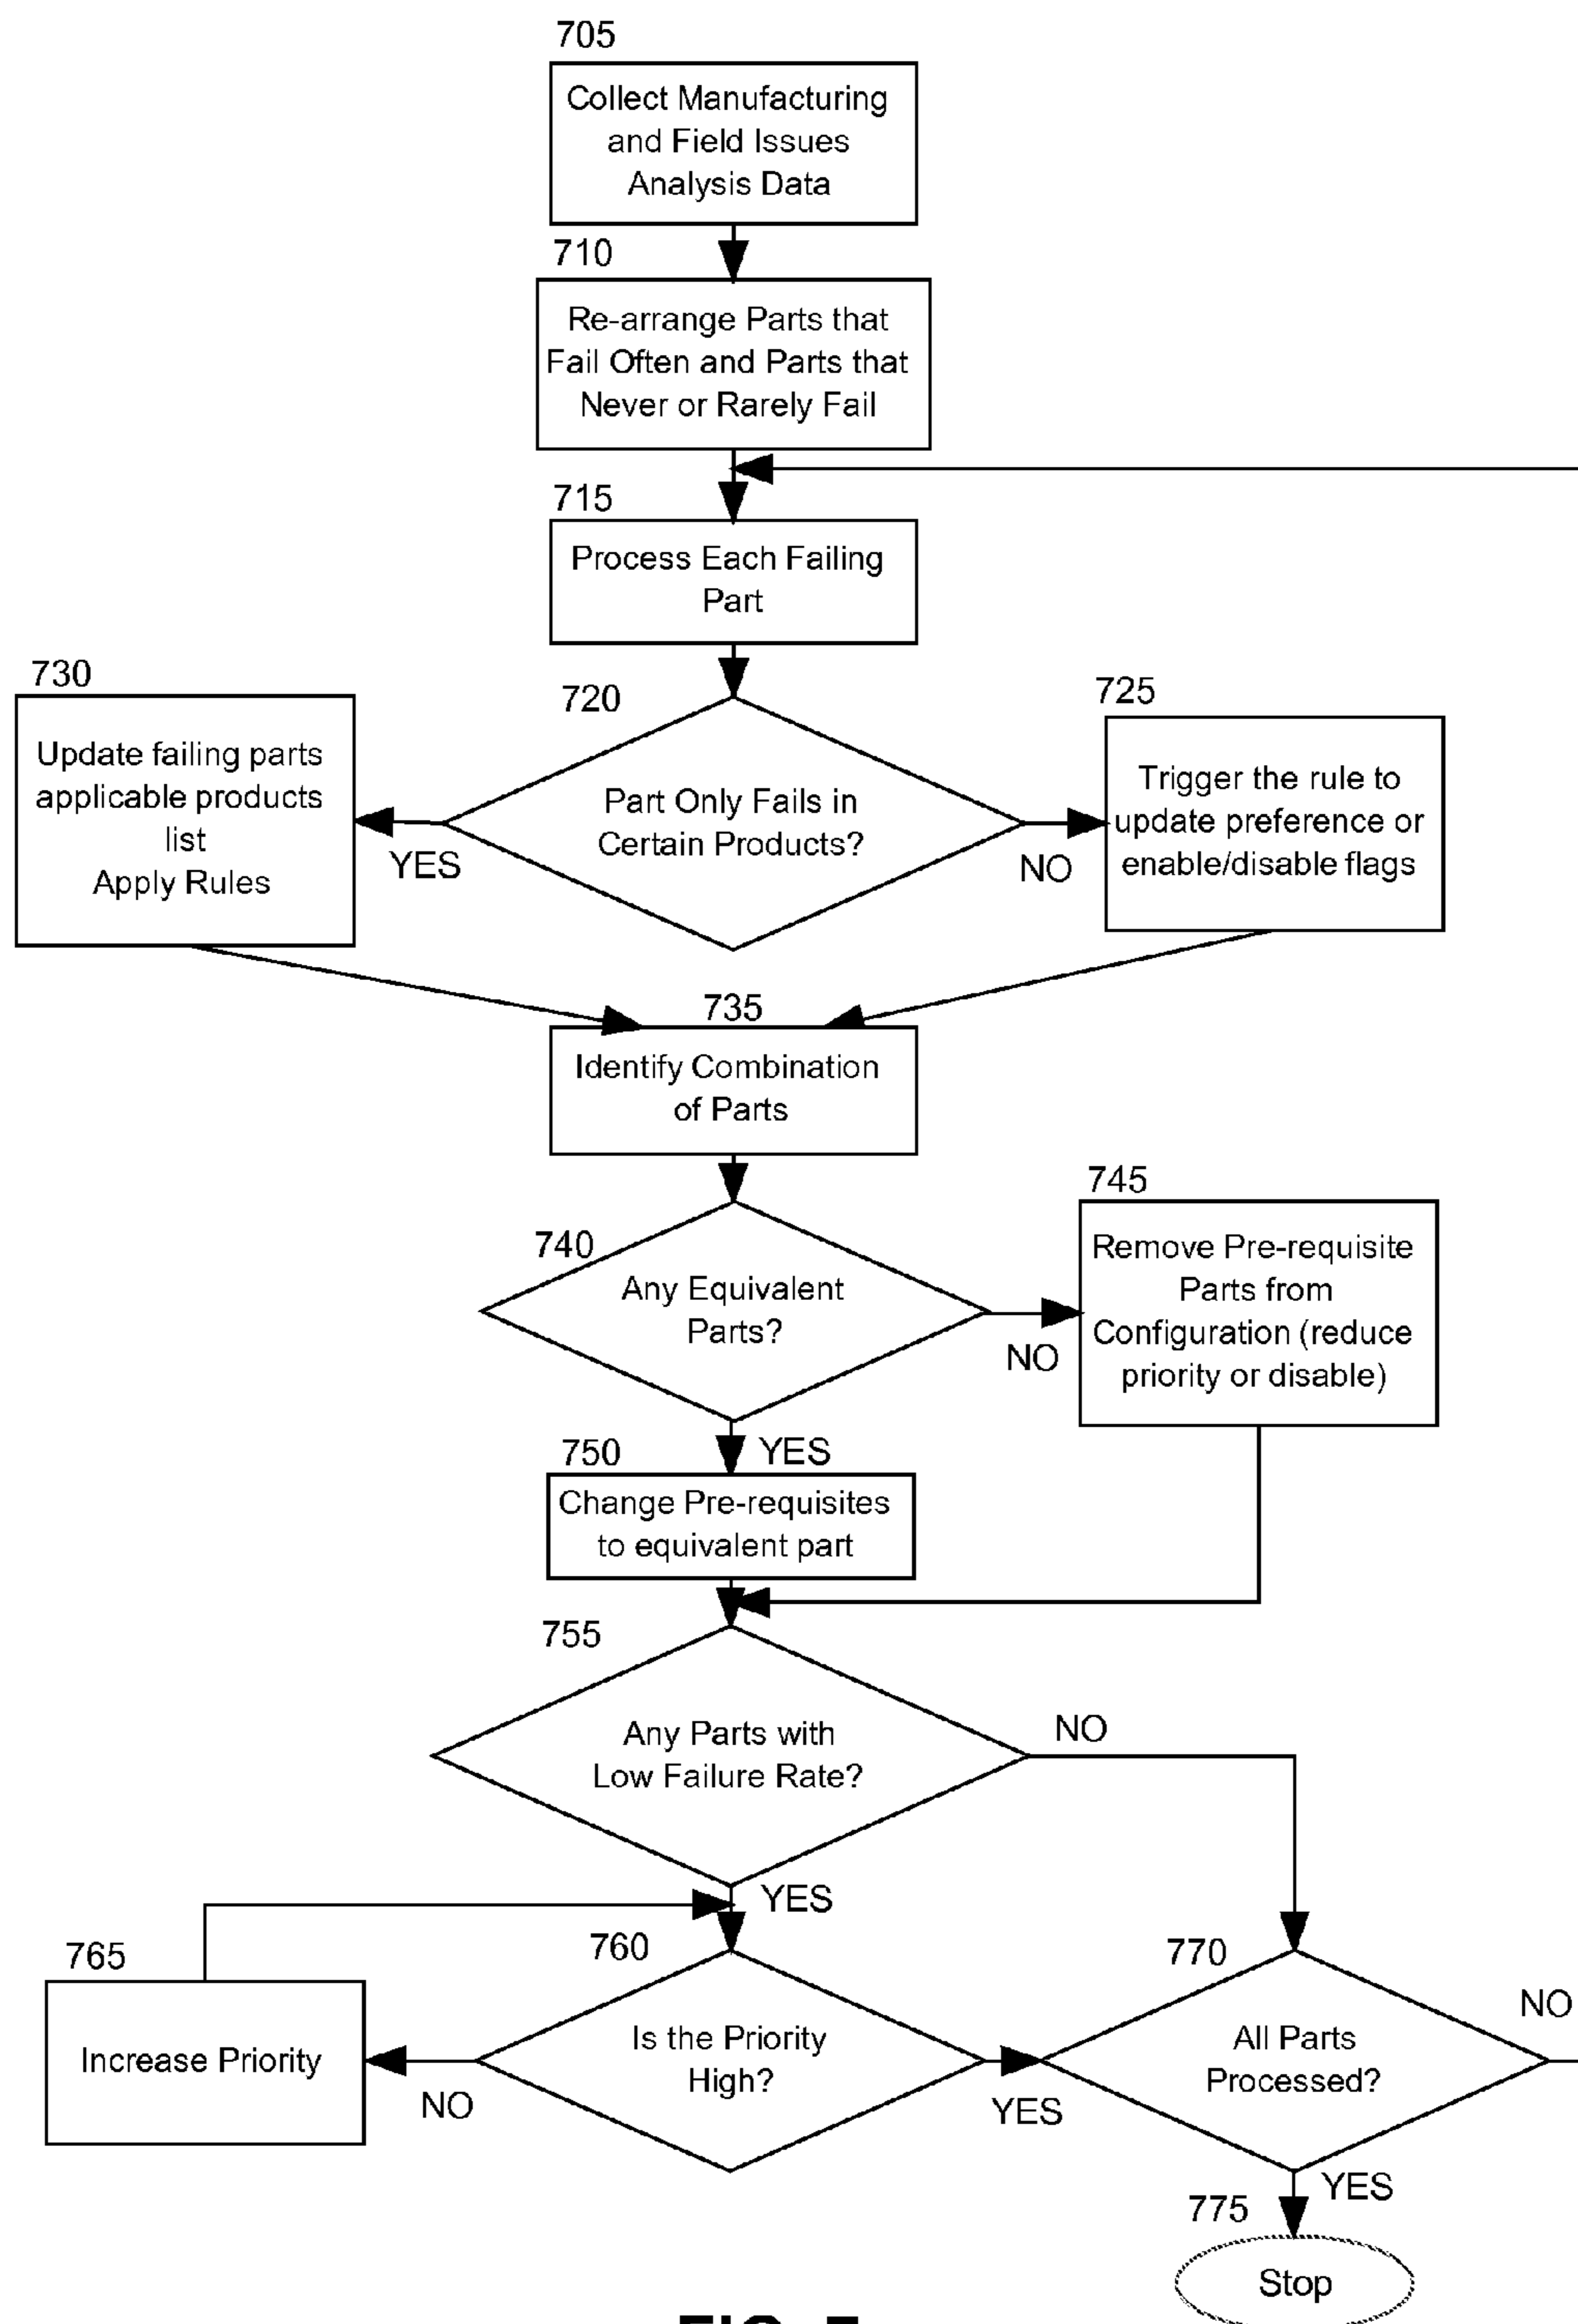 705
Collect Manufacturing
and Field Issues
Analysis Data
710
Re-arrange Parts that
Fail Often and Parts that
Never or Rarely Fail
715
Process Each Failing
Part
720
Part Only Fails in
Certain Products?
YES
NO
730
Update failing parts
applicable products
list
Apply Rules
725
Trigger the rule to
update preference or
enable/disable flags
735
Identify Combination
of Parts
740
Any Equivalent
Parts?
NO
745
Remove Pre-requisite
Parts from
Configuration (reduce
priority or disable)
YES
750
Change Pre-requisites
to equivalent part
755
Any Parts with
Low Failure Rate?
NO
YES
760
Is the Priority
High?
NO
YES
765
Increase Priority
770
All Parts
Processed?
NO
YES
775
Stop